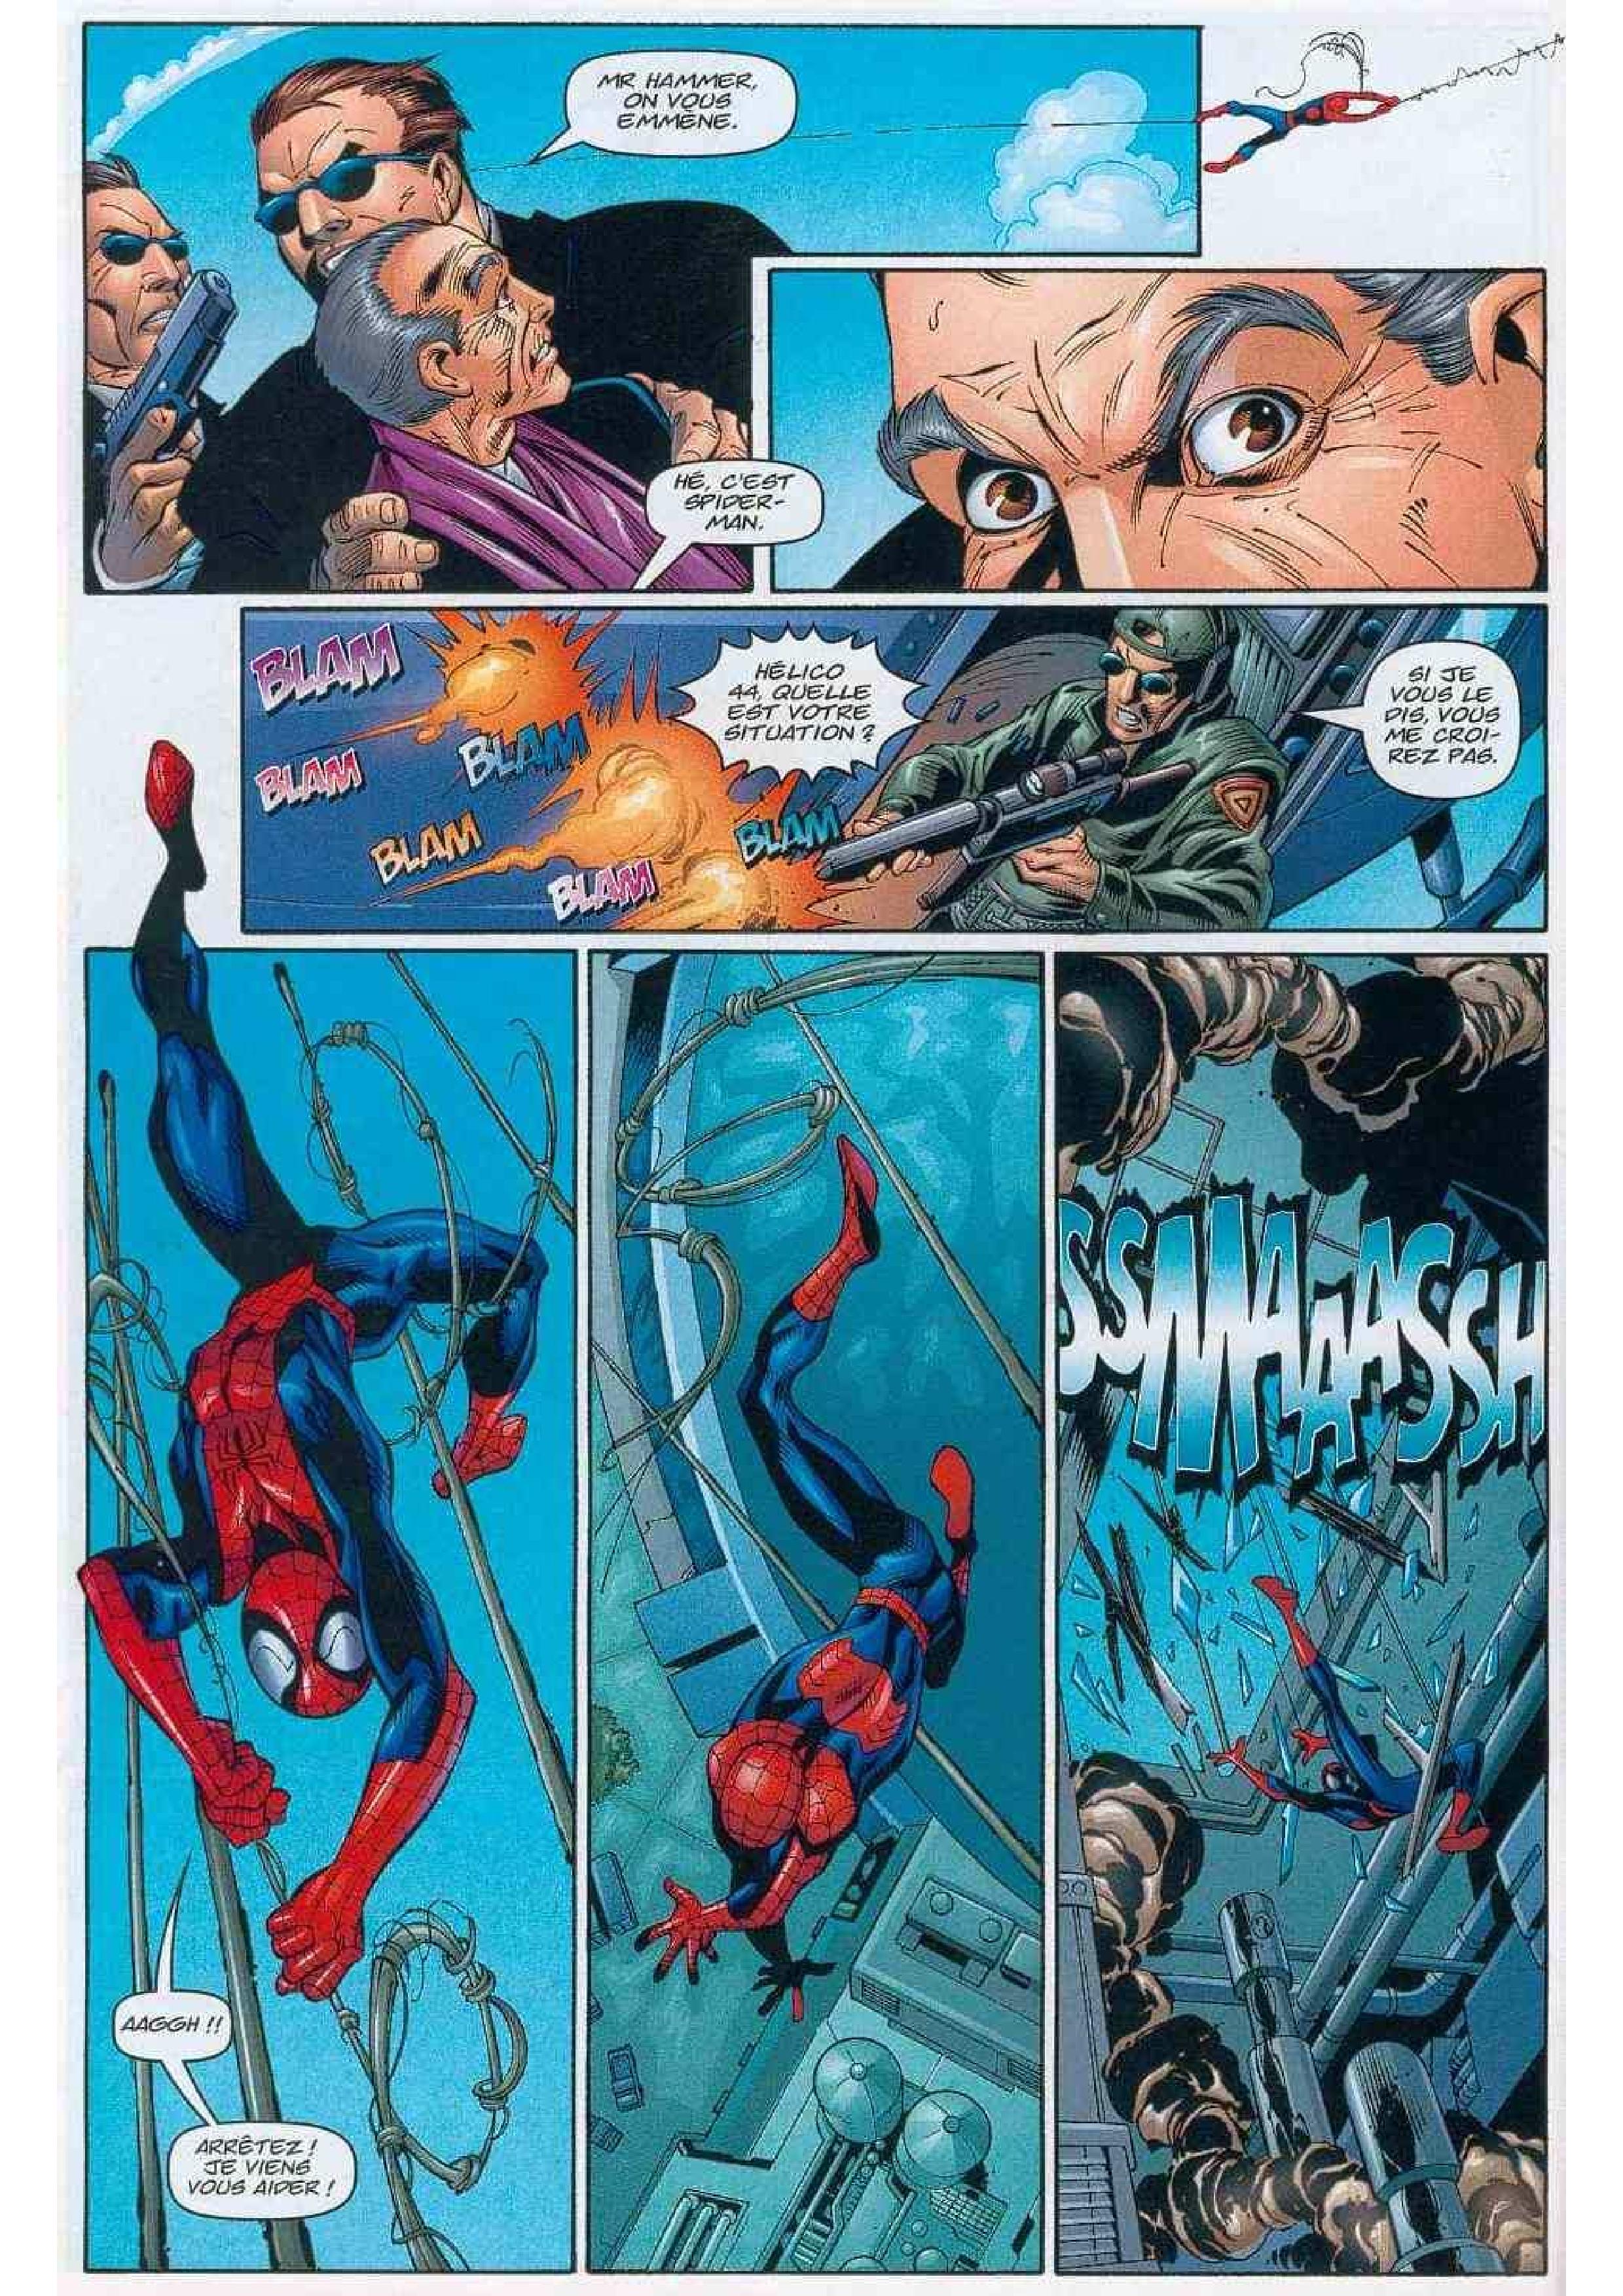 MR HAMMER,
ON VOUS
EMMÈNE.
HÉ, C'EST
SPIDER-
MAN.
BLAM
BLAM
BLAM
BLAM
BLAM
BLAM
HÉLICO
44, QUELLE
EST VOTRE
SITUATION ?
SI JE
VOUS LE
DIS, VOUS
ME CROI-
REZ PAS.
AAGGH !!
ARRÊTEZ !
JE VIENS
VOUS AIDER !
SSMAAASSH